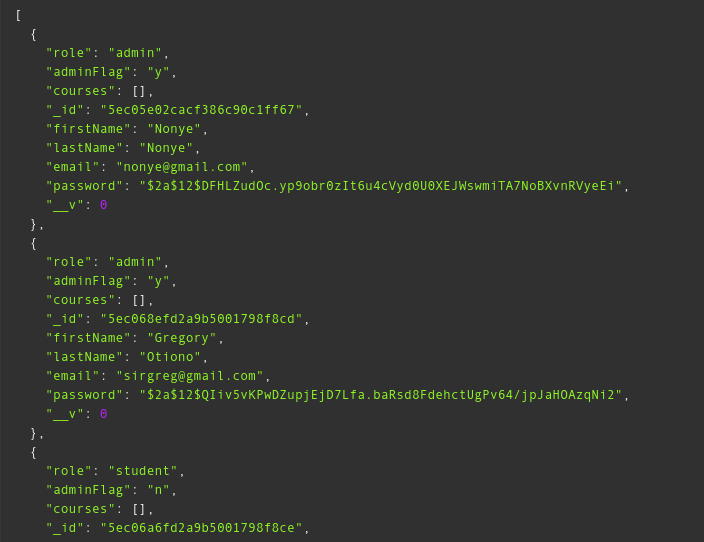 [
{
"role": "admin",
"adminFlag": "y",
"courses": [],
"_id": "5ec05e02cacf386c90c1ff67",
"firstName": "Nonye",
"lastName": "Nonye",
"email": "nonye@gmail.com",
"password": "$2a$12$DFHLZudOc.yp9obr0zIt6u4cVyd0U0XEJWswmiTA7NoBXvnRVyeEi",
"__v": 0
},
{
"role": "admin",
"adminFlag": "y",
"courses": [],
"_id": "5ec068efd2a9b5001798f8cd",
"firstName": "Gregory",
"lastName": "Otiono",
"email": "sirgreg@gmail.com",
"password": "$2a$12$QIiv5vKPwDZupjEjD7Lfa.baRsd8FdehctUgPv64/jpJaHOAzqNi2",
"__v": 0
},
{
"role": "student",
"adminFlag": "n",
"courses": [],
"_id": "5ec06a6fd2a9b5001798f8ce",